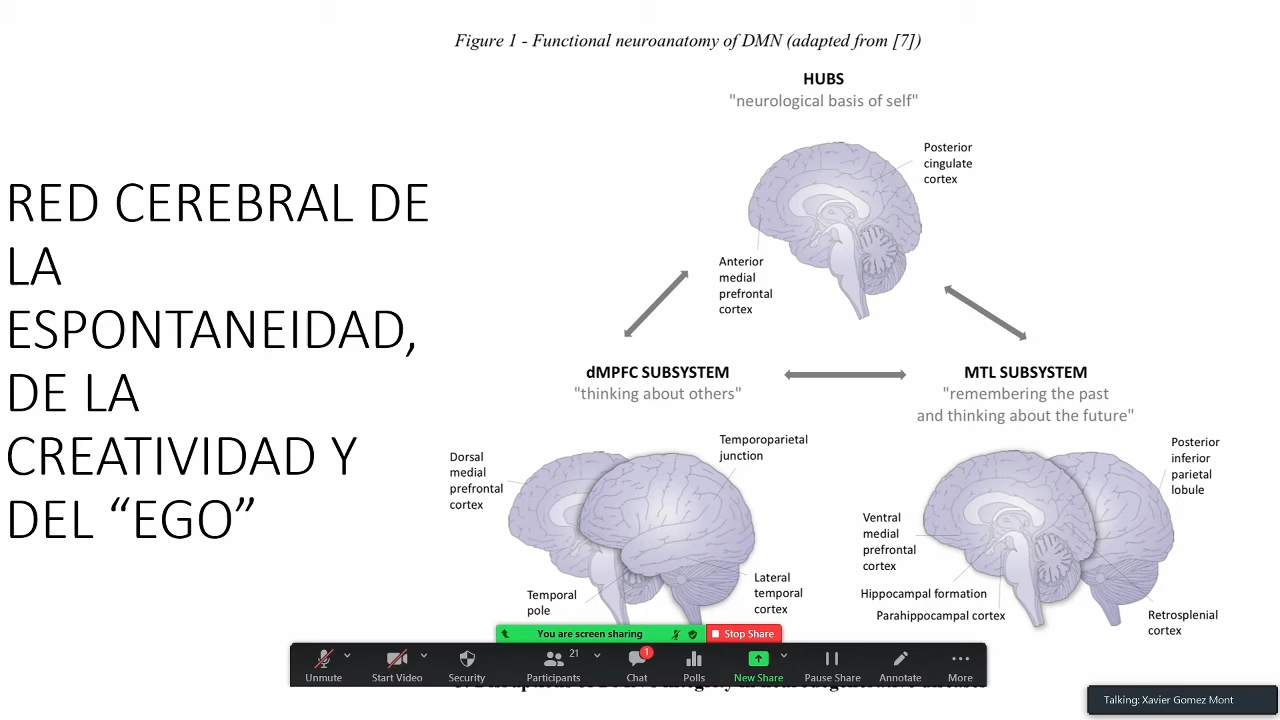 Figure 1 - Functional neuroanatomy of DMN (adapted from [7])
HUBS
"neurological basis of self"
Posterior
cingulate
cortex
Anterior
medial
prefrontal
cortex
RED CEREBRAL DE
LA
ESPONTANEIDAD,
DE LA
CREATIVIDAD Y
DEL “EGO”
dMPFC SUBSYSTEM
"thinking about others"
MTL SUBSYSTEM
"remembering the past
and thinking about the future"
Dorsal
medial
prefrontal
cortex
Temporoparietal
junction
Temporal
pole
Lateral
temporal
cortex
Posterior
inferior
parietal
lobule
Ventral
medial
prefrontal
cortex
Hippocampal formation
Parahippocampal cortex
Retrosplenial
cortex
You are screen sharing
Stop Share
Unmute
Start Video
Security
Participants
21
Chat
1
Polls
New Share
Pause Share
Annotate
More
Talking: Xavier Gomez Mont